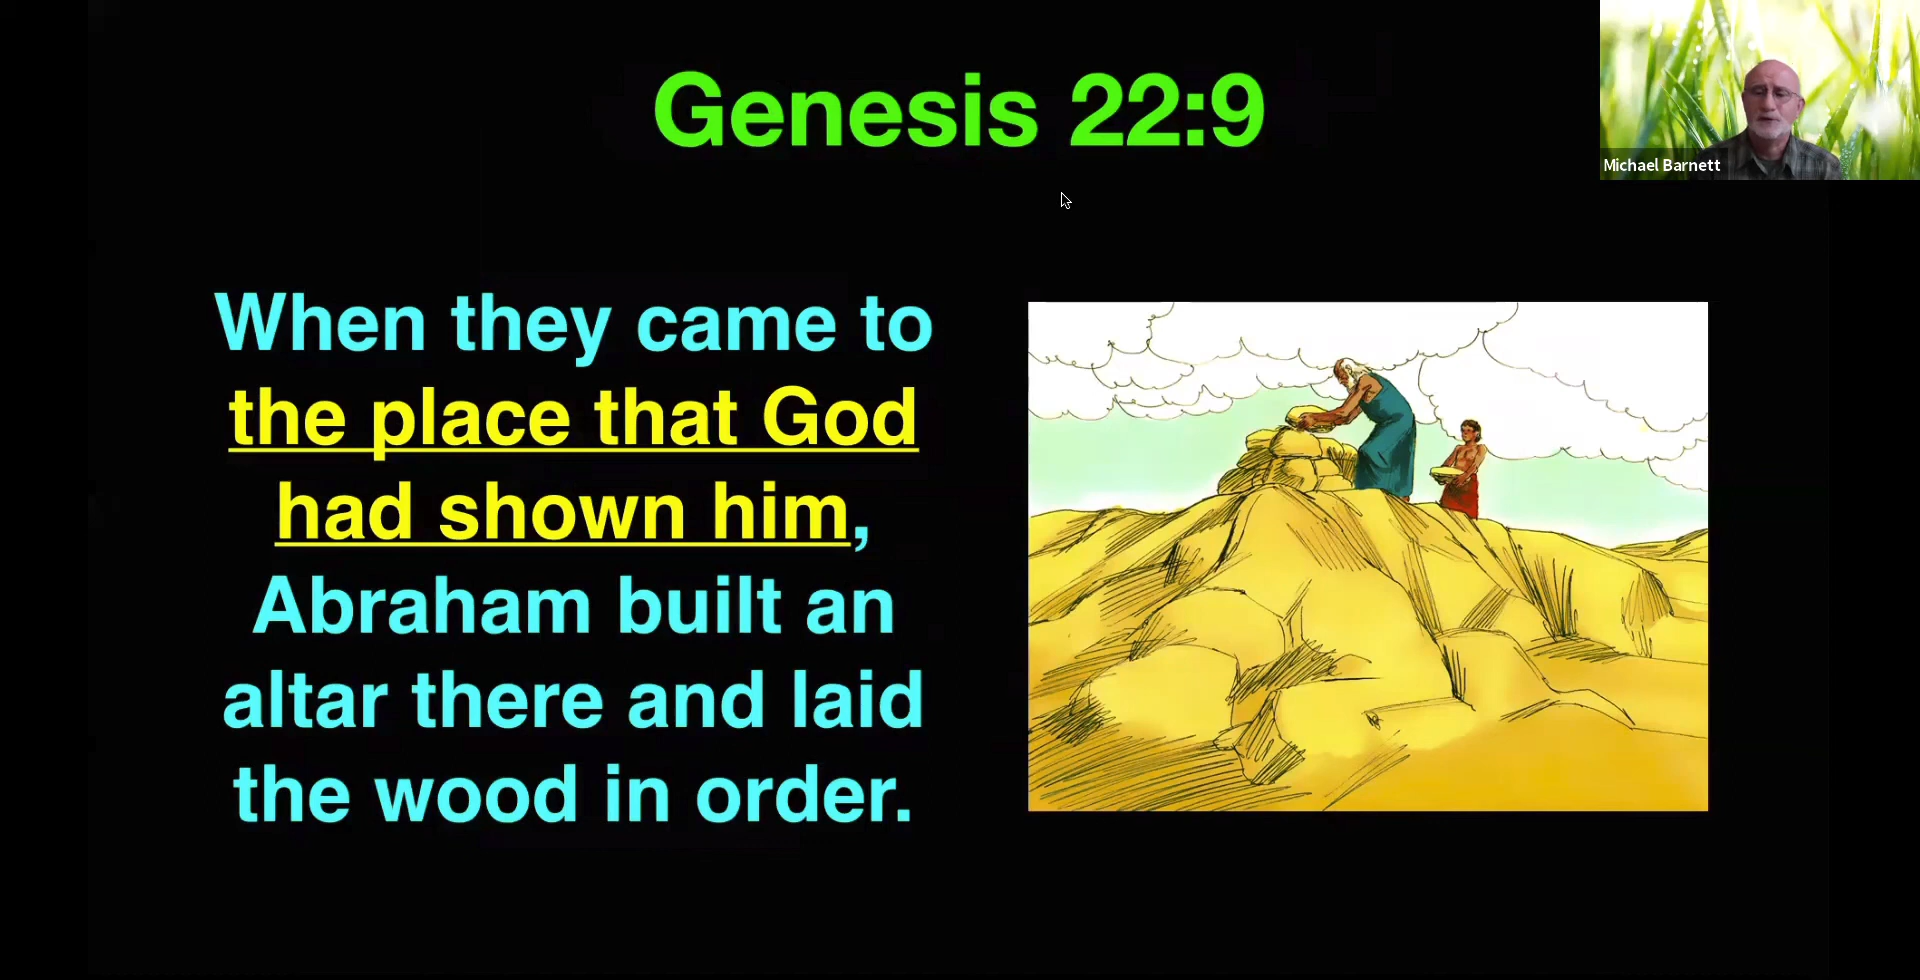 Genesis 22:9
Michael Barnett
When they came to
the place that God
had shown him,
Abraham built an
altar there and laid
the wood in order.